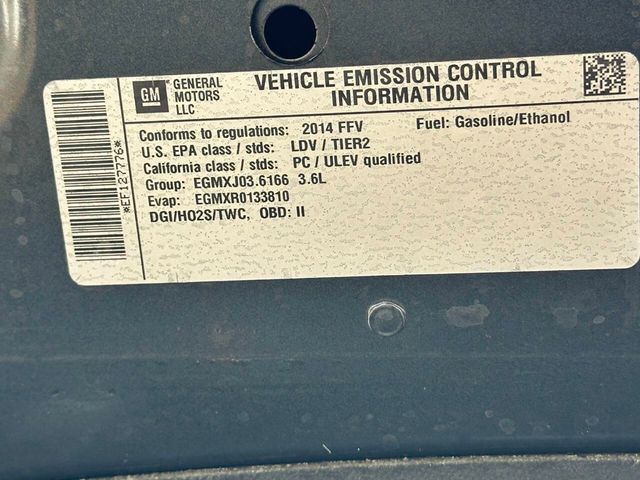 GM
GENERAL
MOTORS
LLC
VEHICLE EMISSION CONTROL
INFORMATION
Conforms to regulations: 2014 FFV Fuel: Gasoline/Ethanol
U.S. EPA class / stds: LDV / TIER2
California class / stds: PC / ULEV qualified
Group: EGMXJ03.6166 3.6L
Evap: EGMXR0133810
DGI/HO2S/TWC, OBD: II
*EF127776*